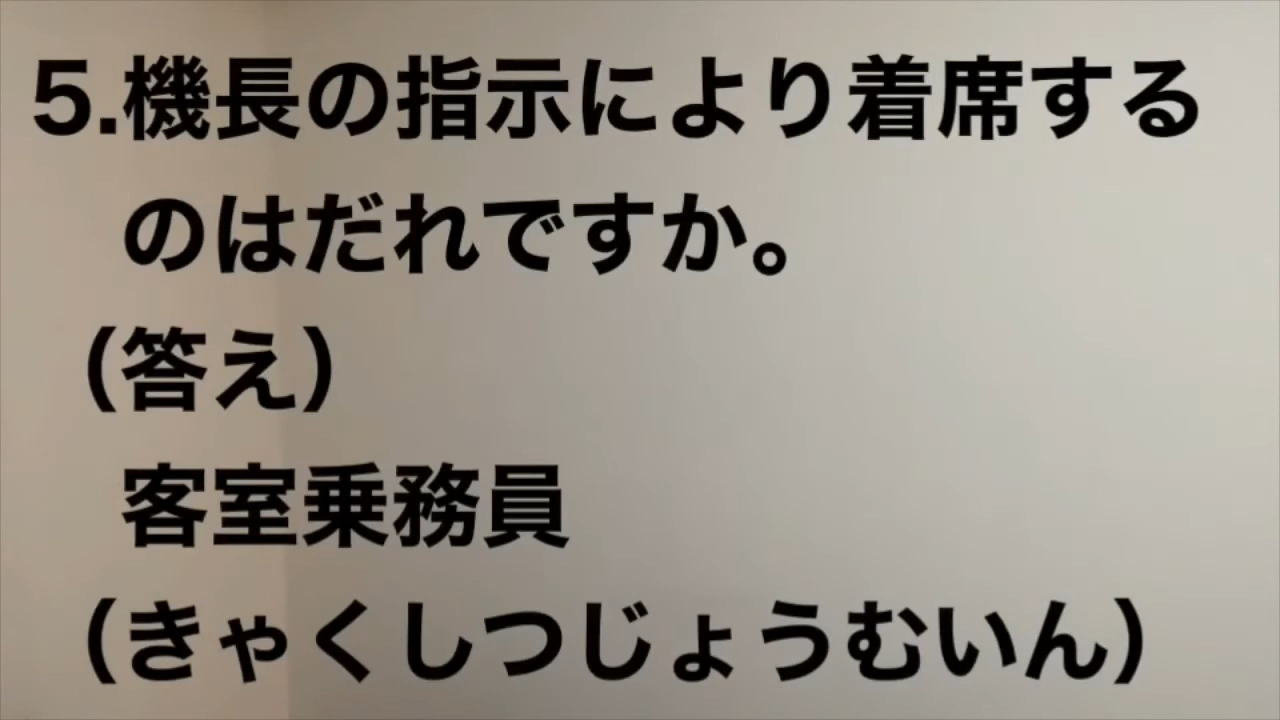 5.機長の指示により着席する
のはだれですか。
（答え）
客室乗務員
（きゃくしつじょうむいん）